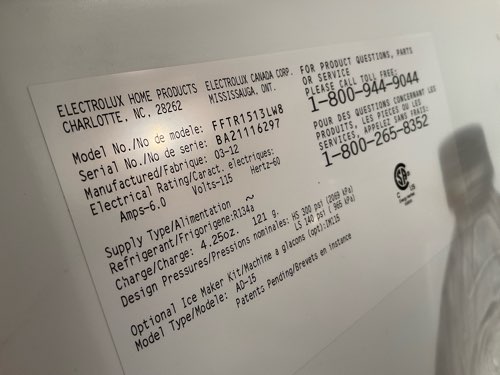 ELECTROLUX HOME PRODUCTS ELECTROLUX CANADA CORP.
CHARLOTTE, NC, 28262 MISSISSAUGA, ONT.
Model No./No de modele: FFTR1513LW8
Serial No./No de serie: BA21116297
Manufactured/Fabrique: 03-12
Electrical Rating/Caract. electriques:
Amps-6.0 Volts-115 Hertz-60
Supply Type/Alimentation ~
Refrigerant/Frigorigene:R134a
Charge/Charge: 4.25oz. 121 g.
Design Pressures/Pressions nominales: HS 300 psi (2069 kPa)
LS 140 psi ( 965 kPa)
Optional Ice Maker Kit/Machine a glacons (opt):IM115
Model Type/Modele: AD-15
Patents Pending/Brevets en instance
FOR PRODUCT QUESTIONS, PARTS
OR SERVICE
PLEASE CALL TOLL FREE:
1-800-944-9044
POUR DES QUESTIONS CONCERNANT LES
PRODUITS, LES PIECES OU LES
SERVICES, APPELEZ SANS FRAIS:
1-800-265-8352